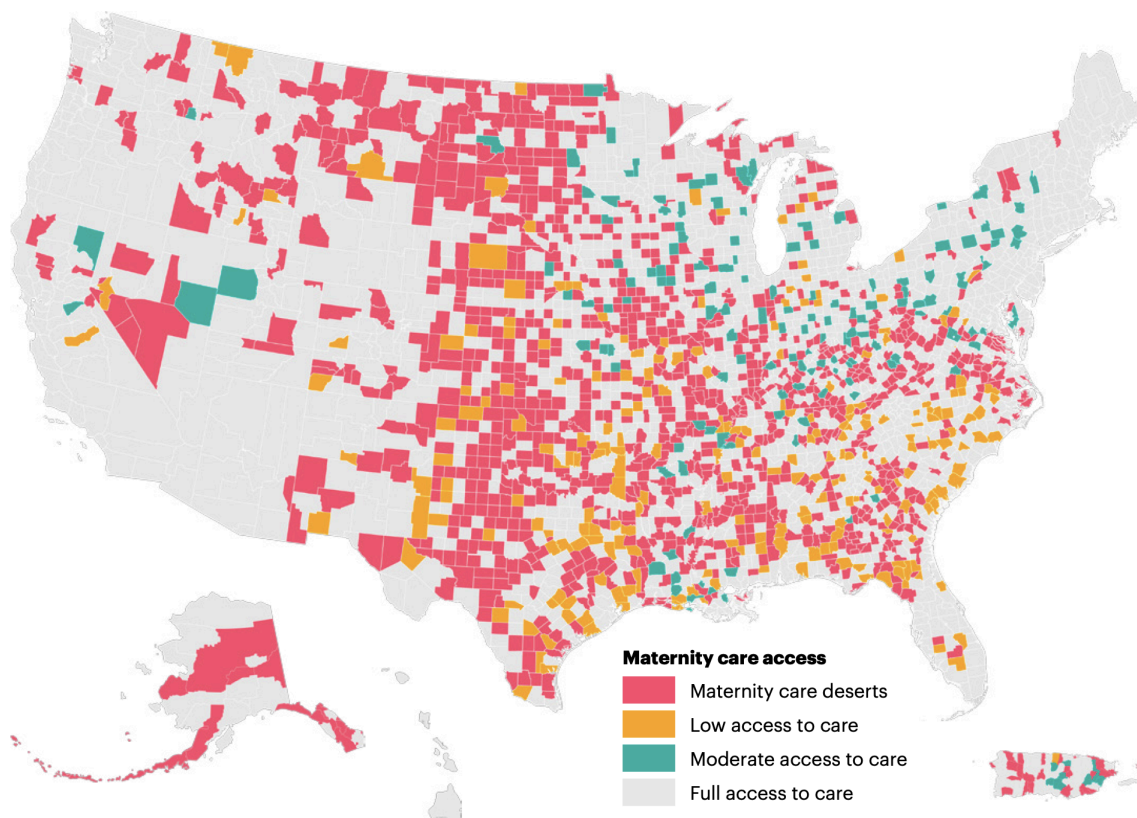 Maternity care access
Maternity care deserts
Low access to care
Moderate access to care
Full access to care